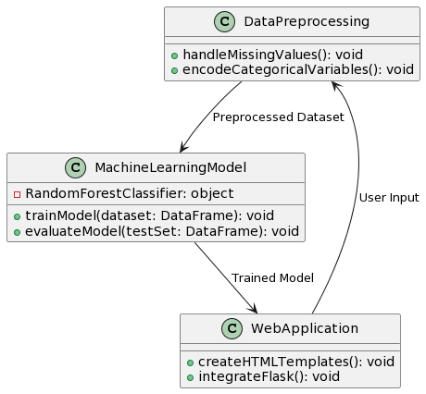 C DataPreprocessing
handleMissingValues(): void
encodeCategoricalVariables(): void
Preprocessed Dataset
C MachineLearningModel
RandomForestClassifier: object
trainModel(dataset: DataFrame): void
evaluateModel(testSet: DataFrame): void
User Input
Trained Model
C WebApplication
createHTMLTemplates(): void
integrateFlask(): void